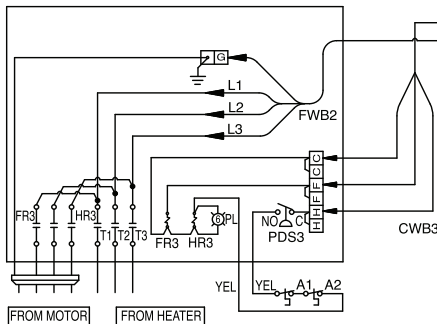 G
L1
L2
FWB2
L3
C
C
F
F
H
H
FR3
HR3
T1
T2
T3
FR3
HR3
6
PL
NO
C
PDS3
CWB3
YEL
YEL
A1
A2
FROM MOTOR
FROM HEATER